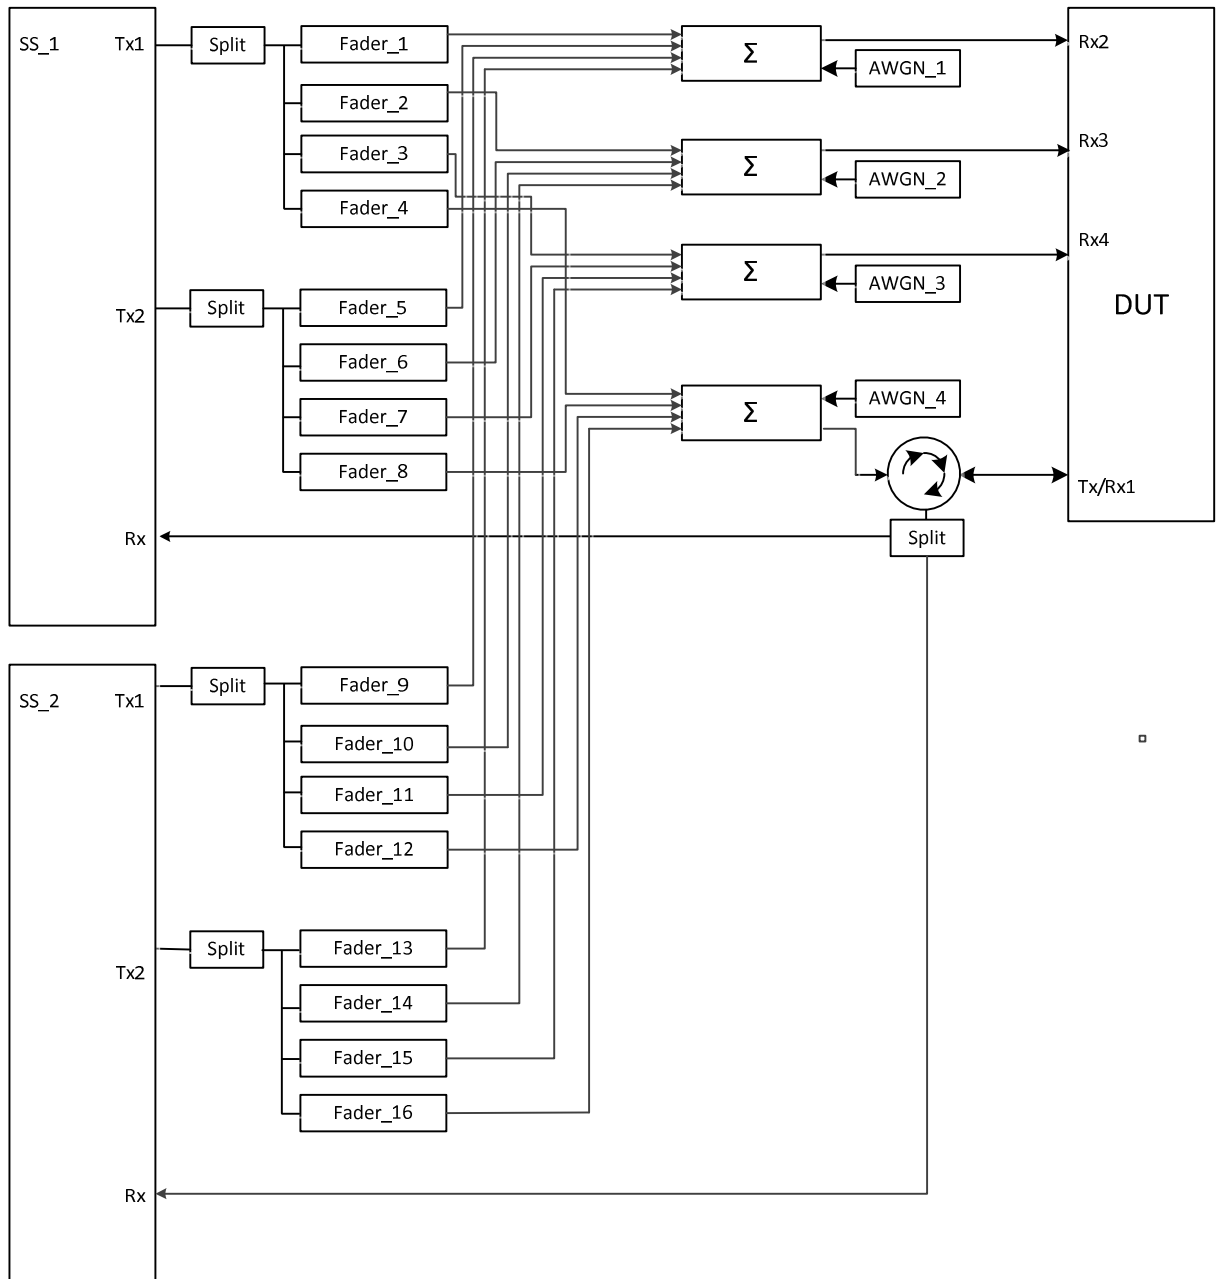 SS_1
Tx1
Split
Fader_1
Σ
Rx2
AWGN_1
Fader_2
Fader_3
Σ
Rx3
AWGN_2
Fader_4
Rx4
Σ
AWGN_3
Tx2
Split
Fader_5
DUT
Fader_6
Fader_7
Σ
AWGN_4
Fader_8
Tx/Rx1
Rx
Split
SS_2
Tx1
Split
Fader_9
Fader_10
Fader_11
Fader_12
Tx2
Split
Fader_13
Fader_14
Fader_15
Fader_16
Rx